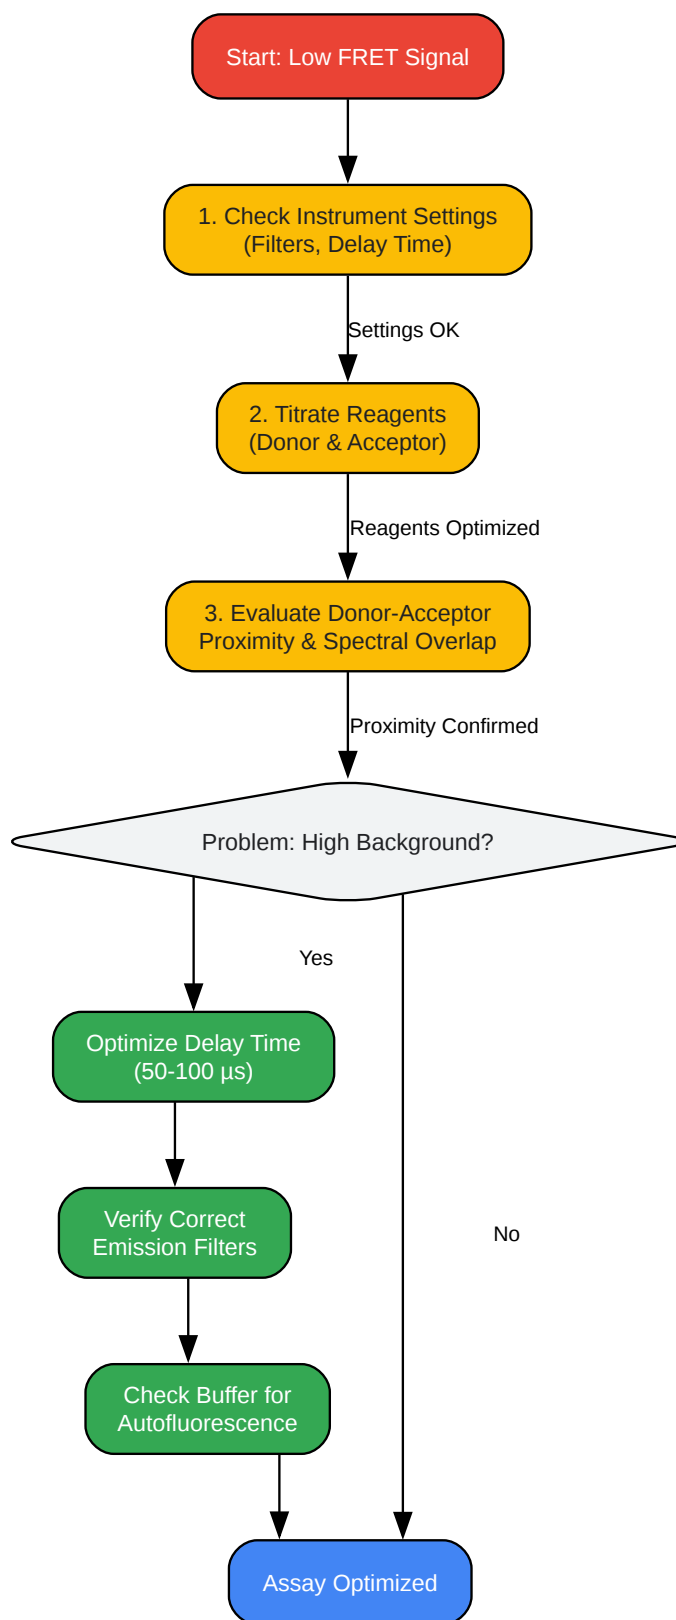 Start: Low FRET Signal
1. Check Instrument Settings
(Filters, Delay Time)
Settings OK
2. Titrate Reagents
(Donor & Acceptor)
Reagents Optimized
3. Evaluate Donor-Acceptor
Proximity & Spectral Overlap
Proximity Confirmed
Problem: High Background?
Yes
Optimize Delay Time
(50-100 µs)
Verify Correct
Emission Filters
No
Check Buffer for
Autofluorescence
Assay Optimized